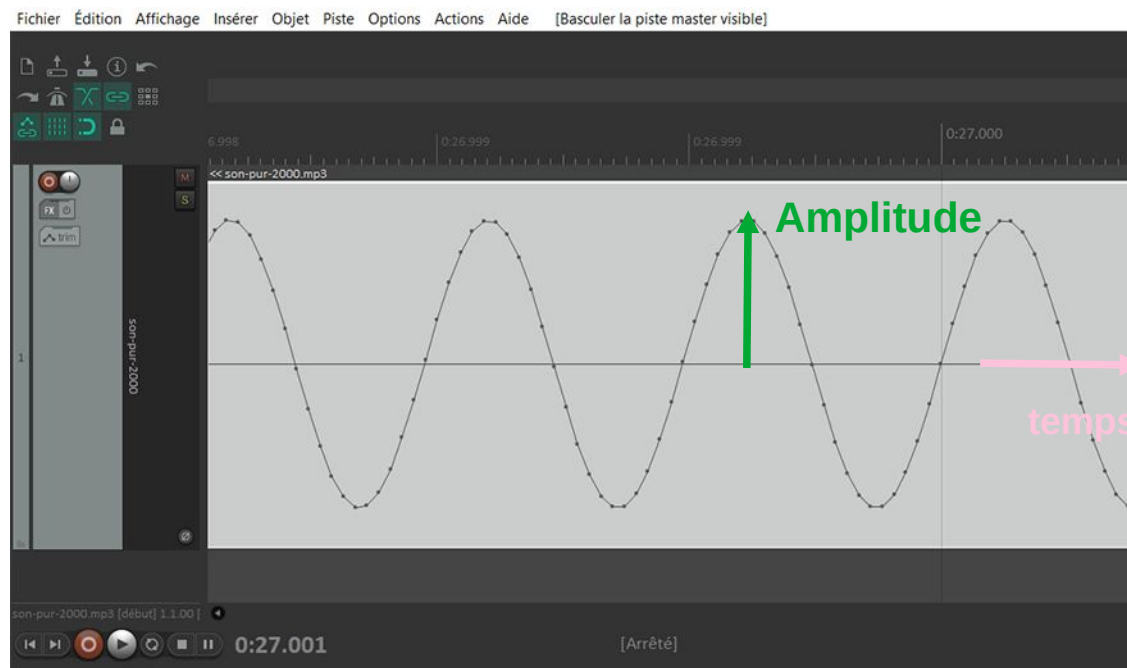 Fichier Édition Affichage Insérer Objet Piste Options Actions Aide [Basculer la piste master visible]
6.998 0:26.999 0:26.999 0:27.000
<< son-pur-2000.mp3
M
S
FX
trim
Amplitude
1
son-pur-2000
temps
son-pur-2000.mp3 [début] 1.1.00 [
0:27.001 [Arrêté]